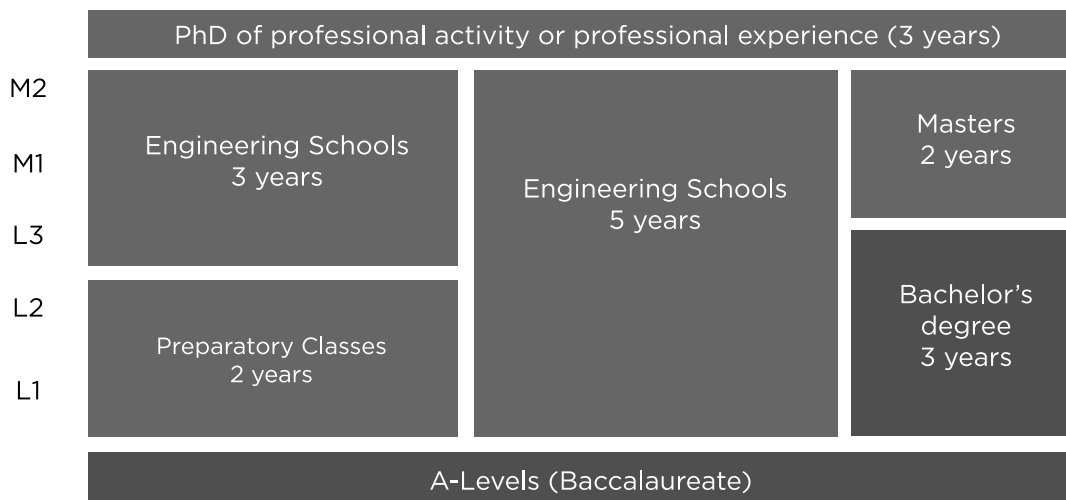 PhD of professional activity or professional experience (3 years)
M2
M1
L3
L2
L1
Engineering Schools
3 years
Preparatory Classes
2 years
Engineering Schools
5 years
Masters
2 years
Bachelor’s
degree
3 years
A-Levels (Baccalaureate)